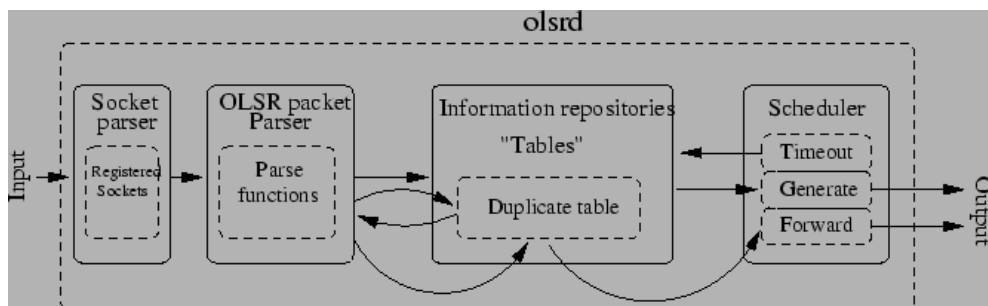 olsrd
Input
Socket
parser
Registered
Sockets
OLSR packet
Parser
Parse
functions
Information repositories
"Tables"
Duplicate table
Scheduler
Timeout
Generate
Forward
Output